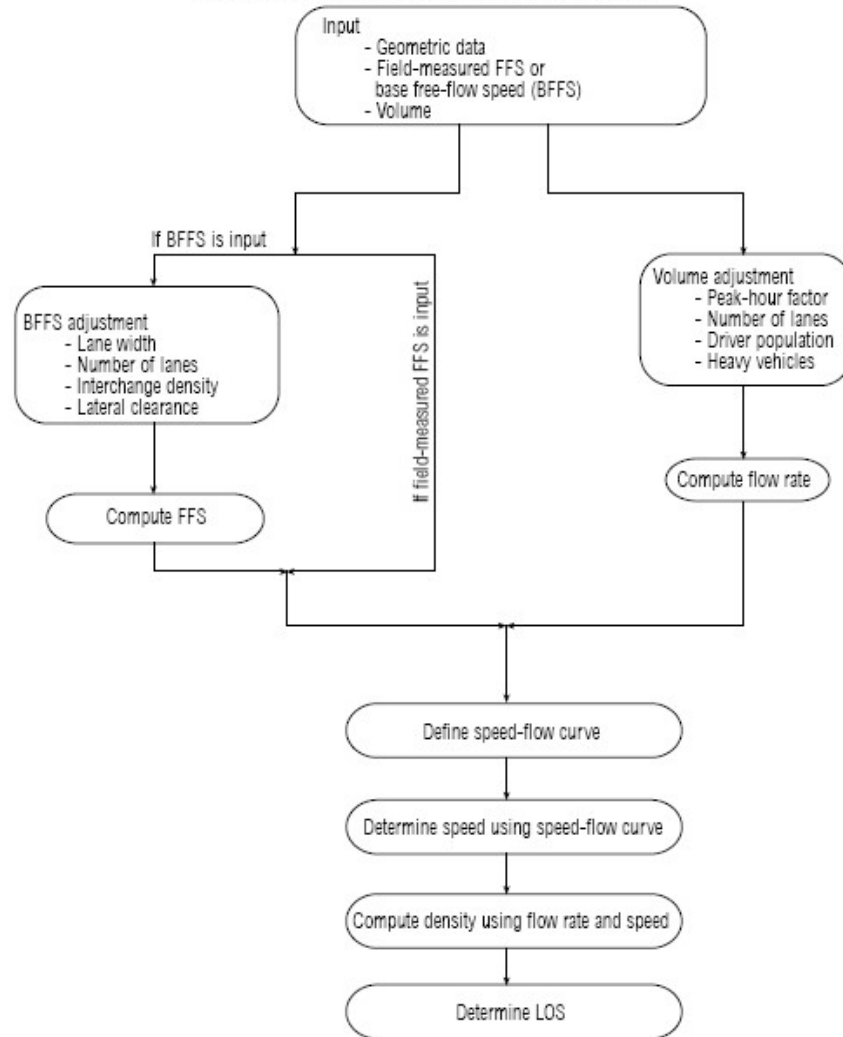 Input
- Geometric data
- Field-measured FFS or
base free-flow speed (BFFS)
- Volume
If BFFS is input
If field-measured FFS is input
BFFS adjustment
- Lane width
- Number of lanes
- Interchange density
- Lateral clearance
Compute FFS
Volume adjustment
- Peak-hour factor
- Number of lanes
- Driver population
- Heavy vehicles
Compute flow rate
Define speed-flow curve
Determine speed using speed-flow curve
Compute density using flow rate and speed
Determine LOS